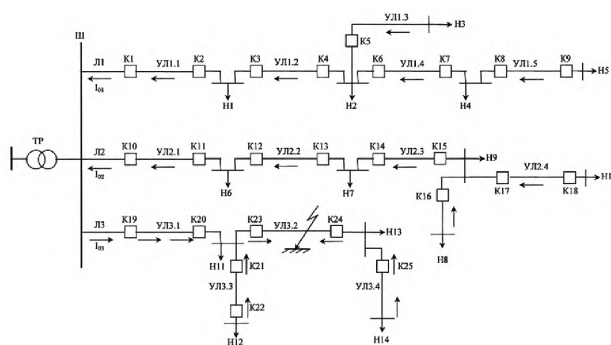 Ш
УЛ1.3
Н3
К5
Л1
К1
УЛ1.1
К2
К3
УЛ1.2
К4
К6
УЛ1.4
К7
К8
УЛ1.5
К9
Н5
I01
Н1
Н2
Н4
ТР
Л2
К10
УЛ2.1
К11
К12
УЛ2.2
К13
К14
УЛ2.3
К15
Н9
I02
Н6
Н7
УЛ2.4
К16
К17
К18
Н1
Л3
К19
УЛ3.1
К20
К23
УЛ3.2
К24
Н13
Н8
I03
Н11
К21
К25
УЛ3.3
УЛ3.4
К22
Н12
Н14